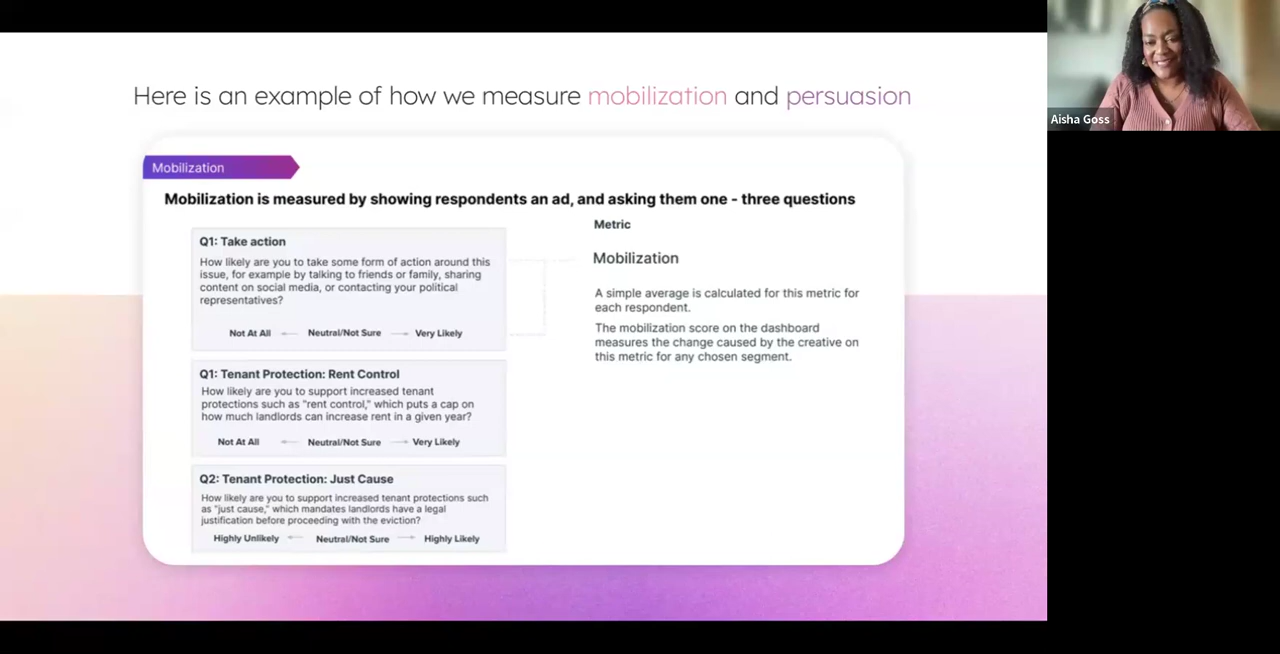 Here is an example of how we measure mobilization and persuasion
Mobilization
Mobilization is measured by showing respondents an ad, and asking them one - three questions
Q1: Take action
How likely are you to take some form of action around this
issue, for example by talking to friends or family, sharing
content on social media, or contacting your political
representatives?
Not At All
Neutral/Not Sure
Very Likely
Q1: Tenant Protection: Rent Control
How likely are you to support increased tenant
protections such as "rent control," which puts a cap on
how much landlords can increase rent in a given year?
Not At All
Neutral/Not Sure
Very Likely
Q2: Tenant Protection: Just Cause
How likely are you to support increased tenant protections such
as "just cause," which mandates landlords have a legal
justification before proceeding with the eviction?
Highly Unlikely
Neutral/Not Sure
Highly Likely
Metric
Mobilization
A simple average is calculated for this metric for
each respondent.
The mobilization score on the dashboard
measures the change caused by the creative on
this metric for any chosen segment.
Aisha Goss